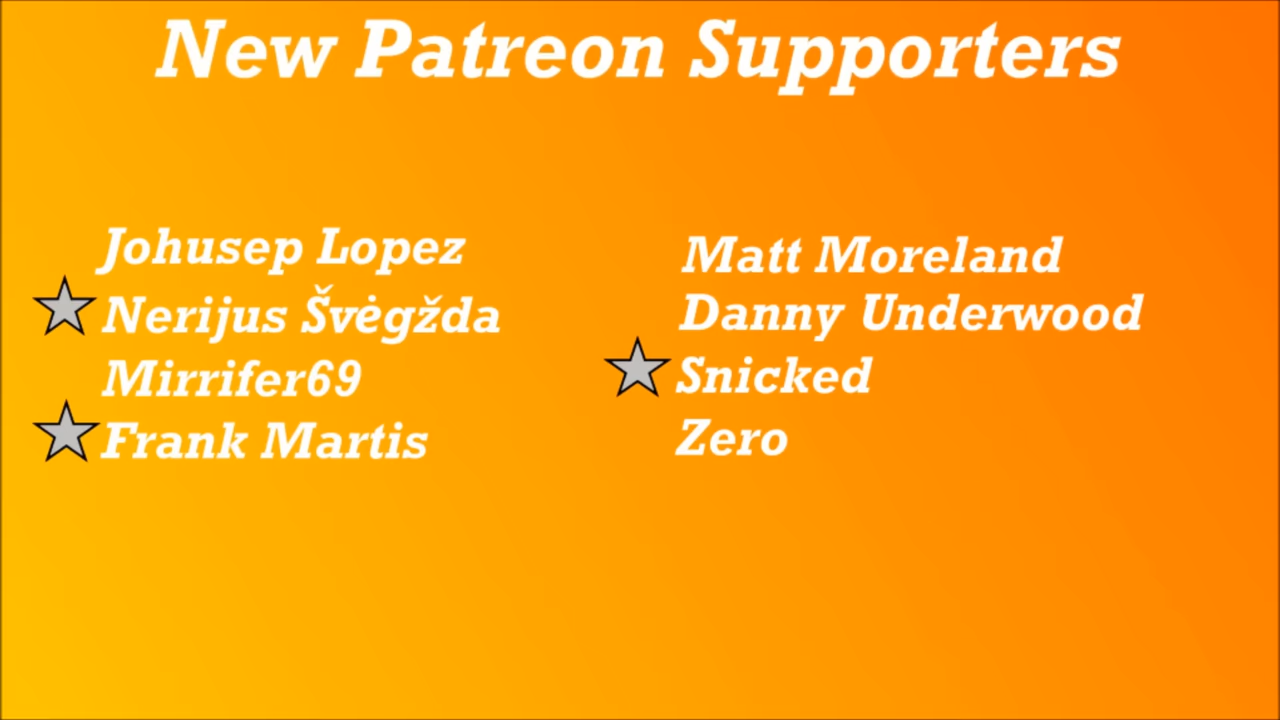 New Patreon Supporters
Johusep Lopez
Nerijus Švėgžda
Mirrifer69
Frank Martis
Matt Moreland
Danny Underwood
Snicked
Zero